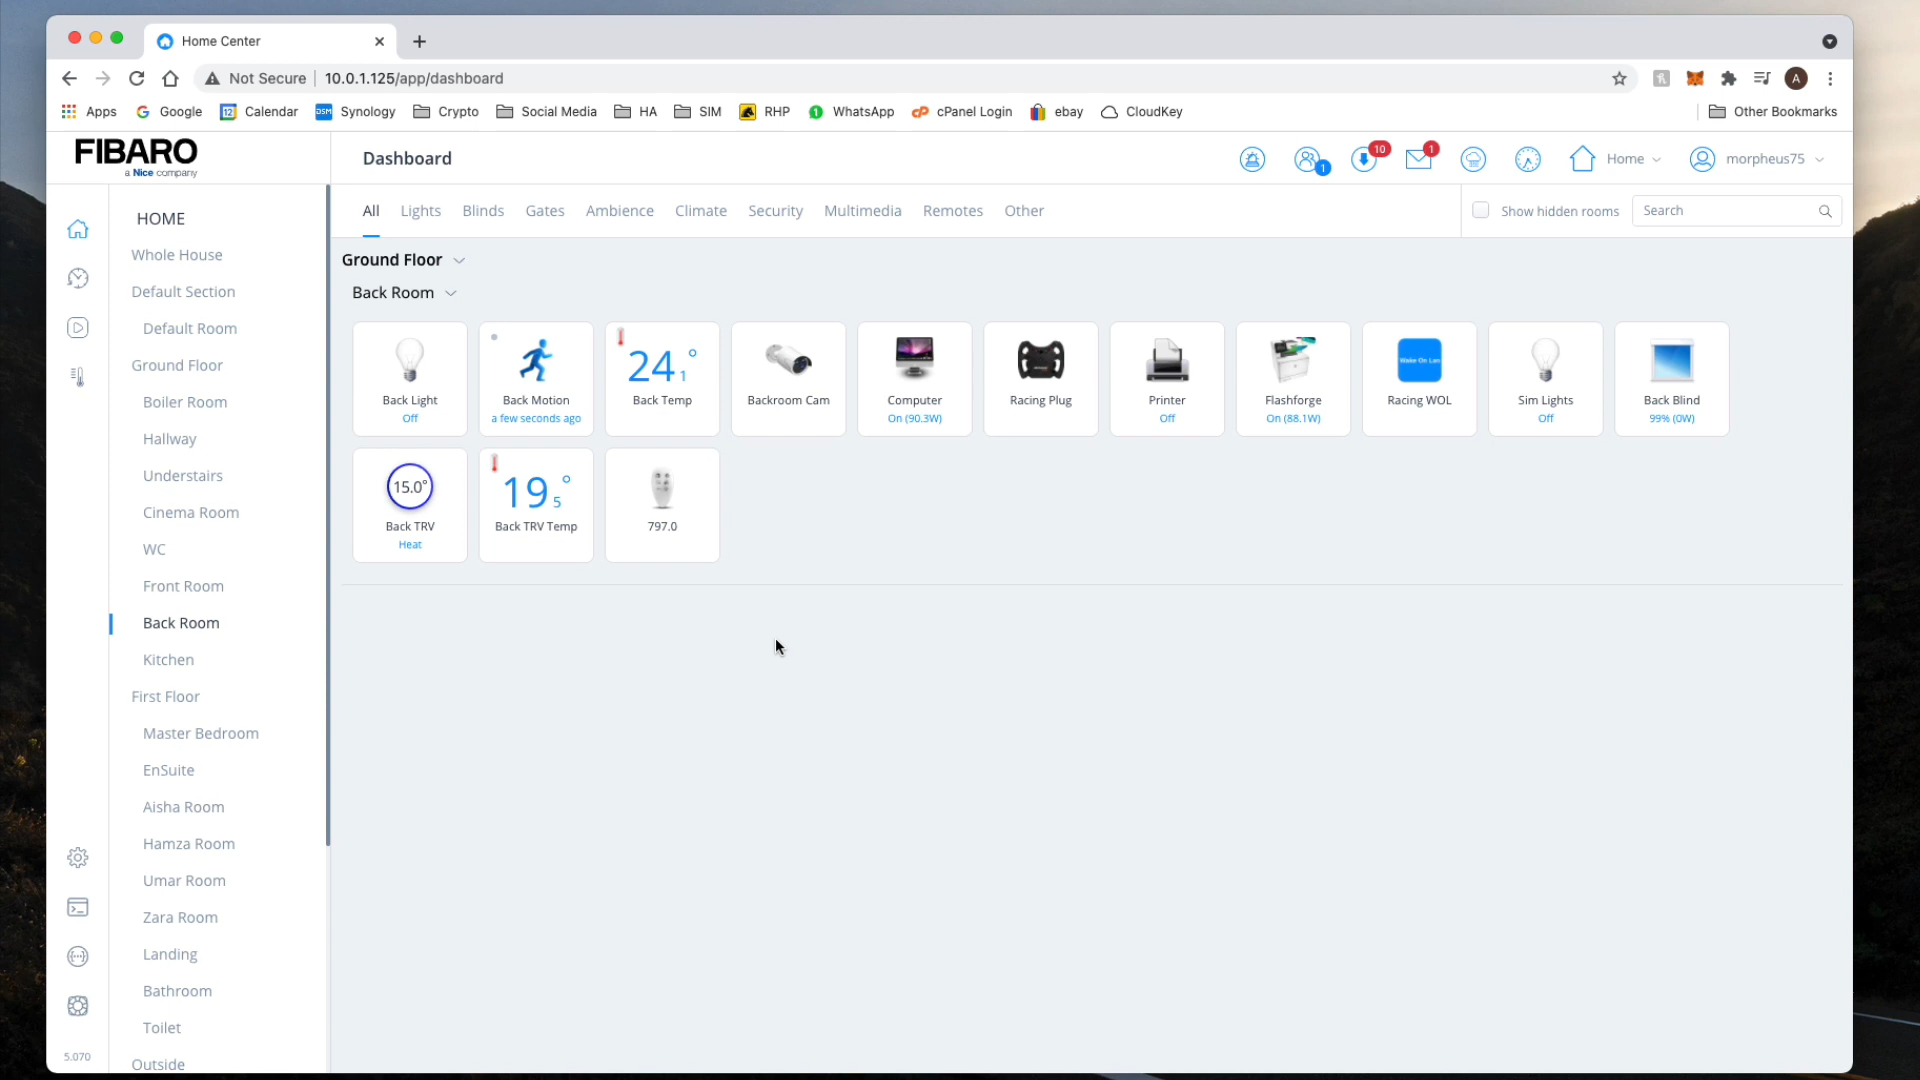 Home Center
Not Secure
10.0.1.125/app/dashboard
A
Apps
Google
12
Calendar
DSM
Synology
Crypto
Social Media
HA
SIM
RHP
1
WhatsApp
cP
cPanel Login
ebay
CloudKey
Other Bookmarks
FIBARO
a Nice company
Dashboard
1
10
1
Home
morpheus75
All
Lights
Blinds
Gates
Ambience
Climate
Security
Multimedia
Remotes
Other
Show hidden rooms
Search
HOME
Whole House
Default Section
Default Room
Ground Floor
Boiler Room
Hallway
Understairs
Cinema Room
WC
Front Room
Back Room
Kitchen
First Floor
Master Bedroom
EnSuite
Aisha Room
Hamza Room
Umar Room
Zara Room
Landing
Bathroom
Toilet
Outside
5.070
Ground Floor
Back Room
Back Light
Off
Back Motion
a few seconds ago
24.1°
Back Temp
Backroom Cam
Computer
On (90.3W)
Racing Plug
Printer
Off
Flashforge
On (88.1W)
Wake On Lan
Racing WOL
Sim Lights
Off
Back Blind
99% (0W)
15.0°
Back TRV
Heat
19.5°
Back TRV Temp
797.0